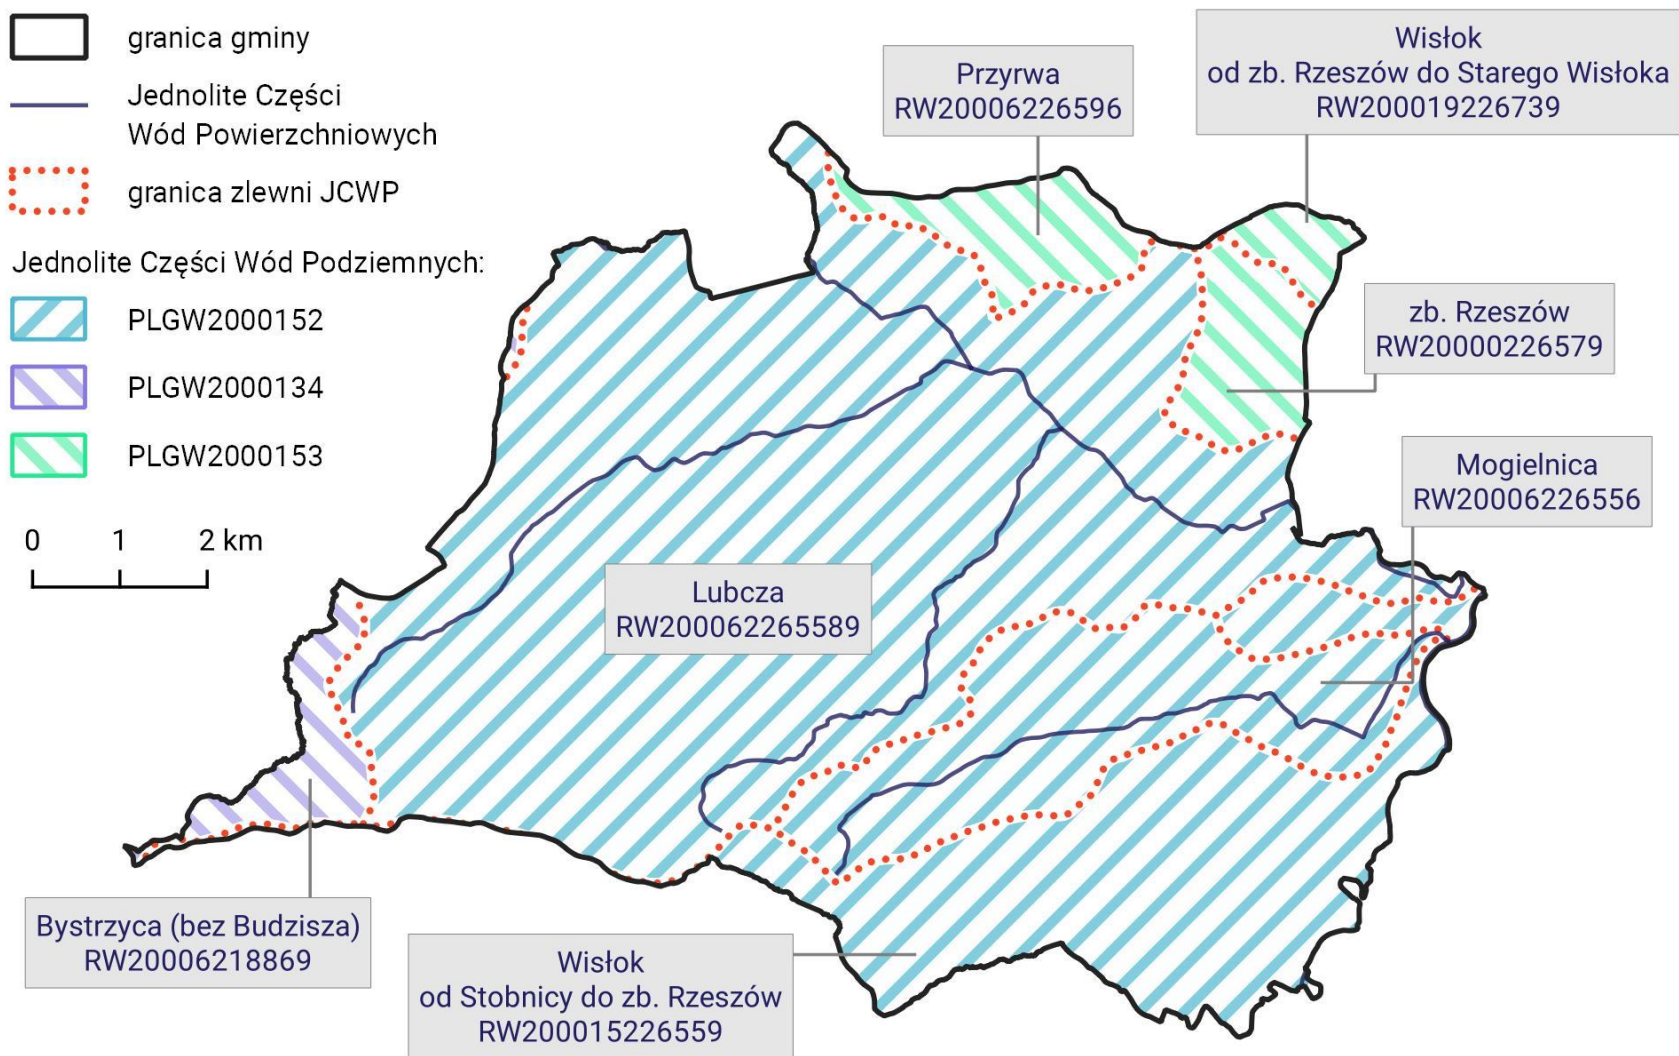 granica gminy
Jednolite Części
Wód Powierzchniowych
granica zlewni JCWP
Jednolite Części Wód Podziemnych:
PLGW2000152
PLGW2000134
PLGW2000153
0 1 2 km
Przyrwa
RW20006226596
Wisłok
od zb. Rzeszów do Starego Wisłoka
RW200019226739
zb. Rzeszów
RW20000226579
Mogielnica
RW20006226556
Lubcza
RW200062265589
Bystrzyca (bez Budzisza)
RW20006218869
Wisłok
od Stobnicy do zb. Rzeszów
RW200015226559